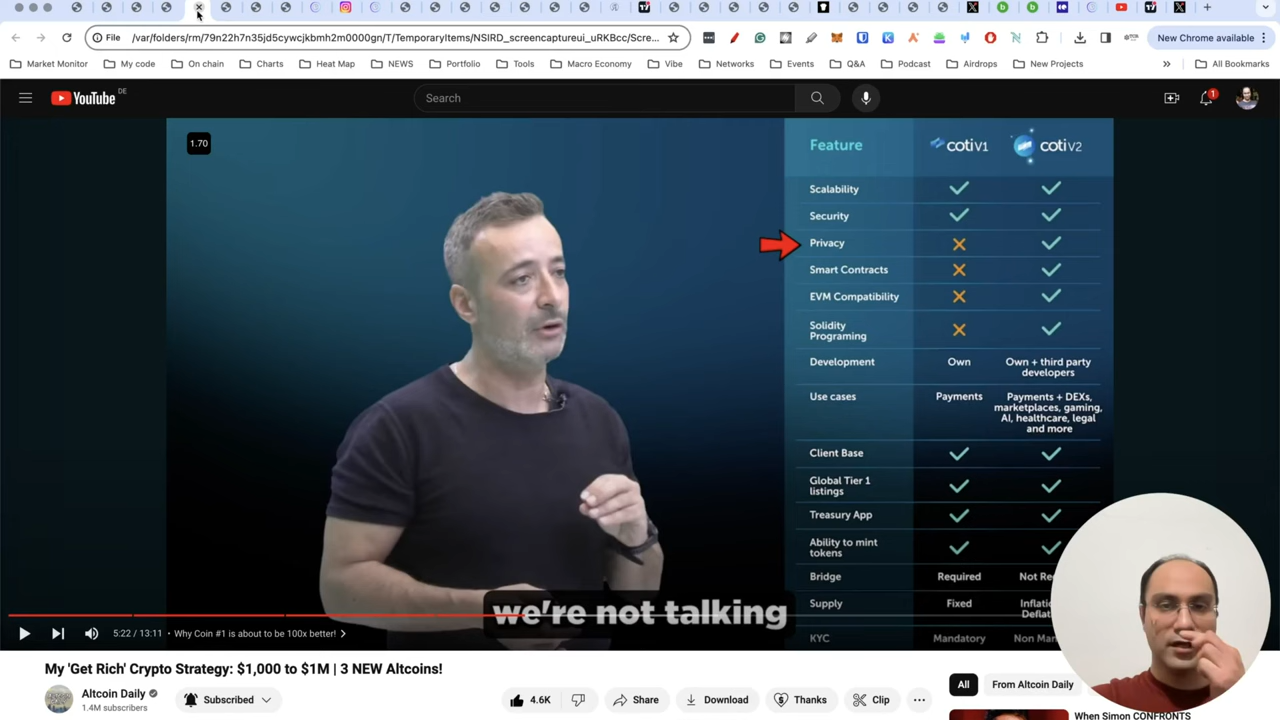 File
/var/folders/rm/79n22h7n35jd5cywcjkbmh2m0000gn/T/TemporaryItems/NSIRD_screencaptureui_uRKBcc/Scre...
New Chrome available
Market Monitor
My code
On chain
Charts
Heat Map
NEWS
Portfolio
Tools
Macro Economy
Vibe
Networks
Events
Q&A
Podcast
Airdrops
New Projects
»
All Bookmarks
YouTube DE
Search
1
1.70
Feature coti V1 coti V2
Scalability
Security
Privacy
Smart Contracts
EVM Compatibility
Solidity
Programing
Development Own Own + third party
developers
Use cases Payments Payments + DEXs,
marketplaces, gaming,
AI, healthcare, legal
and more
Client Base
Global Tier 1
listings
Treasury App
Ability to mint
tokens
Bridge Required Not Re
Supply Fixed
KYC Mandatory Non Man
we're not talking
5:22 / 13:11 • Why Coin #1 is about to be 100x better!
My 'Get Rich' Crypto Strategy: $1,000 to $1M | 3 NEW Altcoins!
Altcoin Daily
1.4M subscribers
Subscribed
4.6K
Share
Download
Thanks
Clip
All
From Altcoin Daily
When Simon CONFRONTS